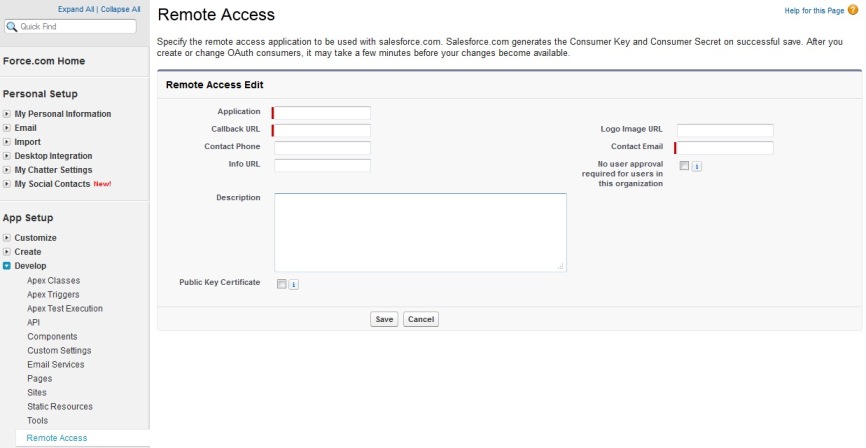 Expand All | Collapse All
Quick Find
Force.com Home
Personal Setup
My Personal Information
Email
Import
Desktop Integration
My Chatter Settings
My Social Contacts New!
App Setup
Customize
Create
Develop
Apex Classes
Apex Triggers
Apex Test Execution
API
Components
Custom Settings
Email Services
Pages
Sites
Static Resources
Tools
Remote Access
Remote Access
Help for this Page ?
Specify the remote access application to be used with salesforce.com. Salesforce.com generates the Consumer Key and Consumer Secret on successful save. After you
create or change OAuth consumers, it may take a few minutes before your changes become available.
Remote Access Edit
Application
Callback URL
Logo Image URL
Contact Phone
Contact Email
Info URL
No user approval
required for users in
this organization
i
Description
Public Key Certificate
i
Save Cancel